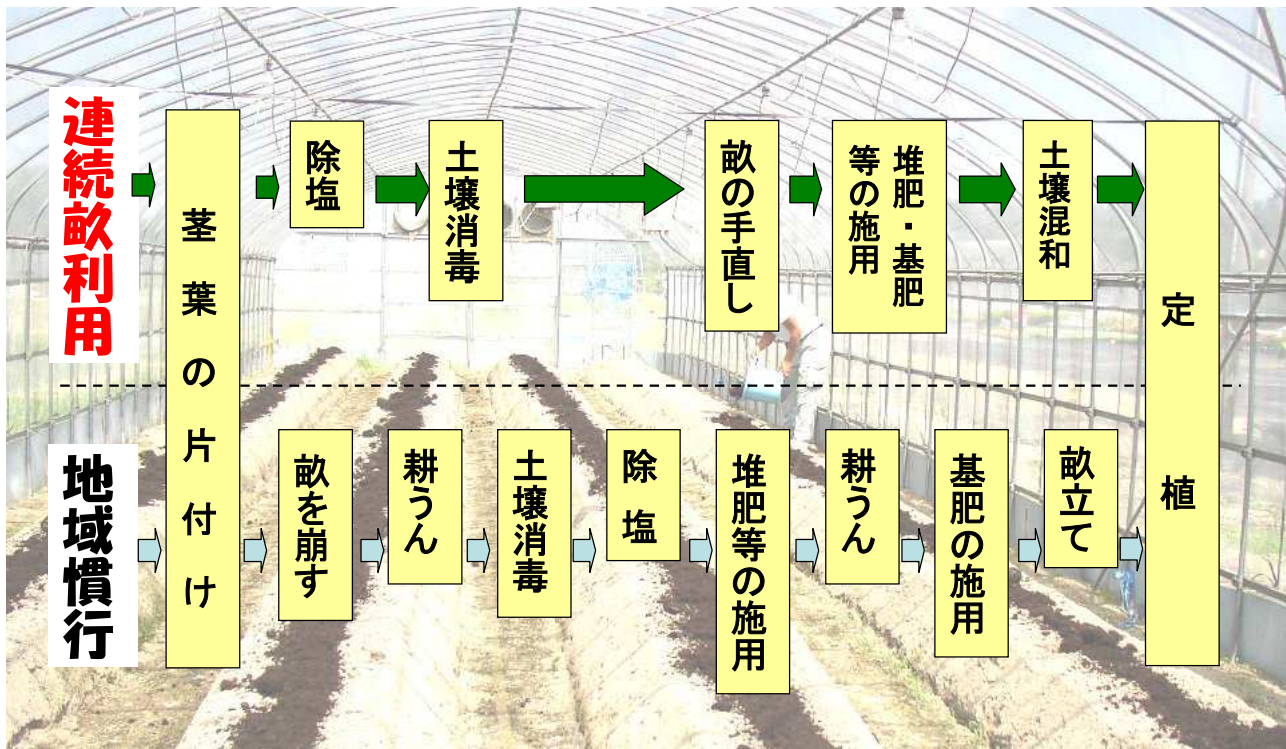 連続畝利用
茎葉の片付け
除塩
土壌消毒
畝の手直し
堆肥・基肥
等の施用
土壌混和
定植
地域慣行
畝を崩す
耕うん
土壌消毒
除塩
堆肥等の施用
耕うん
基肥の施用
畝立て